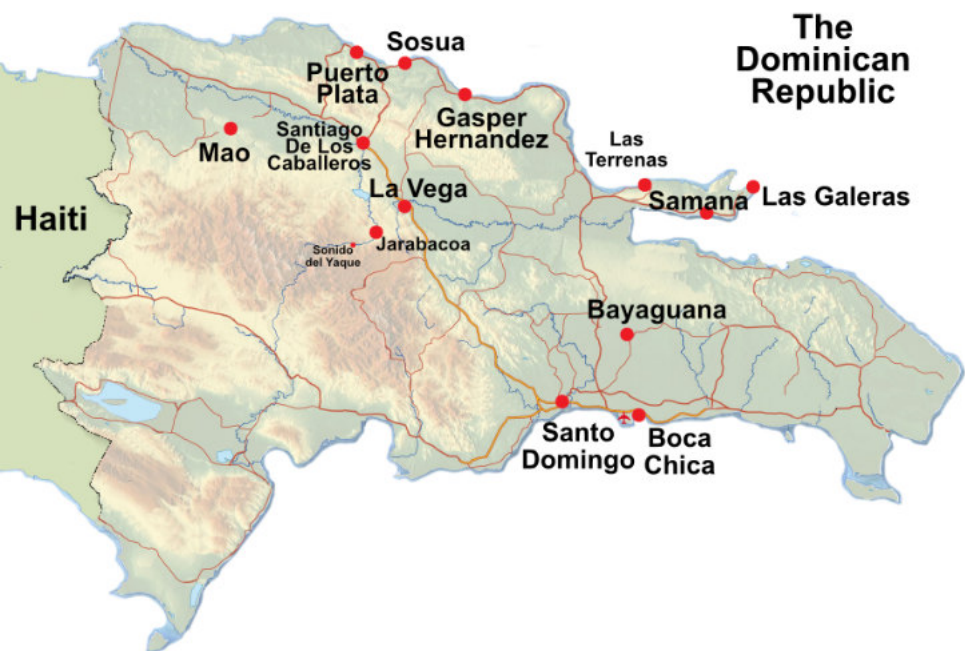 The
Dominican
Republic
Sosua
Puerto
Plata
Gasper
Hernandez
Santiago
De Los
Caballeros
Mao
Las
Terrenas
La Vega
Samana
Las Galeras
Haiti
Jarabacoa
Sonido
del Yaque
Bayaguana
Santo
Domingo
Boca
Chica